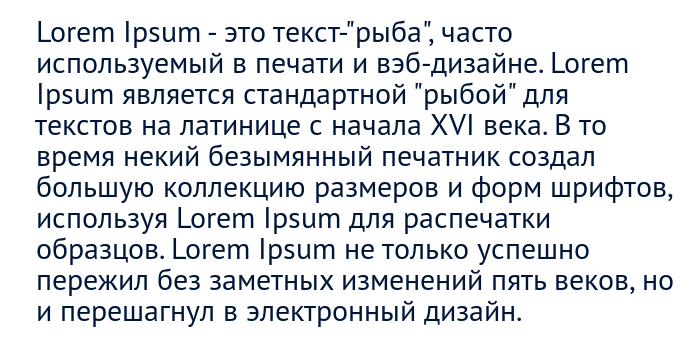 Lorem Ipsum - это текст-"рыба", часто
используемый в печати и вэб-дизайне. Lorem
Ipsum является стандартной "рыбой" для
текстов на латинице с начала XVI века. В то
время некий безымянный печатник создал
большую коллекцию размеров и форм шрифтов,
используя Lorem Ipsum для распечатки
образцов. Lorem Ipsum не только успешно
пережил без заметных изменений пять веков, но
и перешагнул в электронный дизайн.